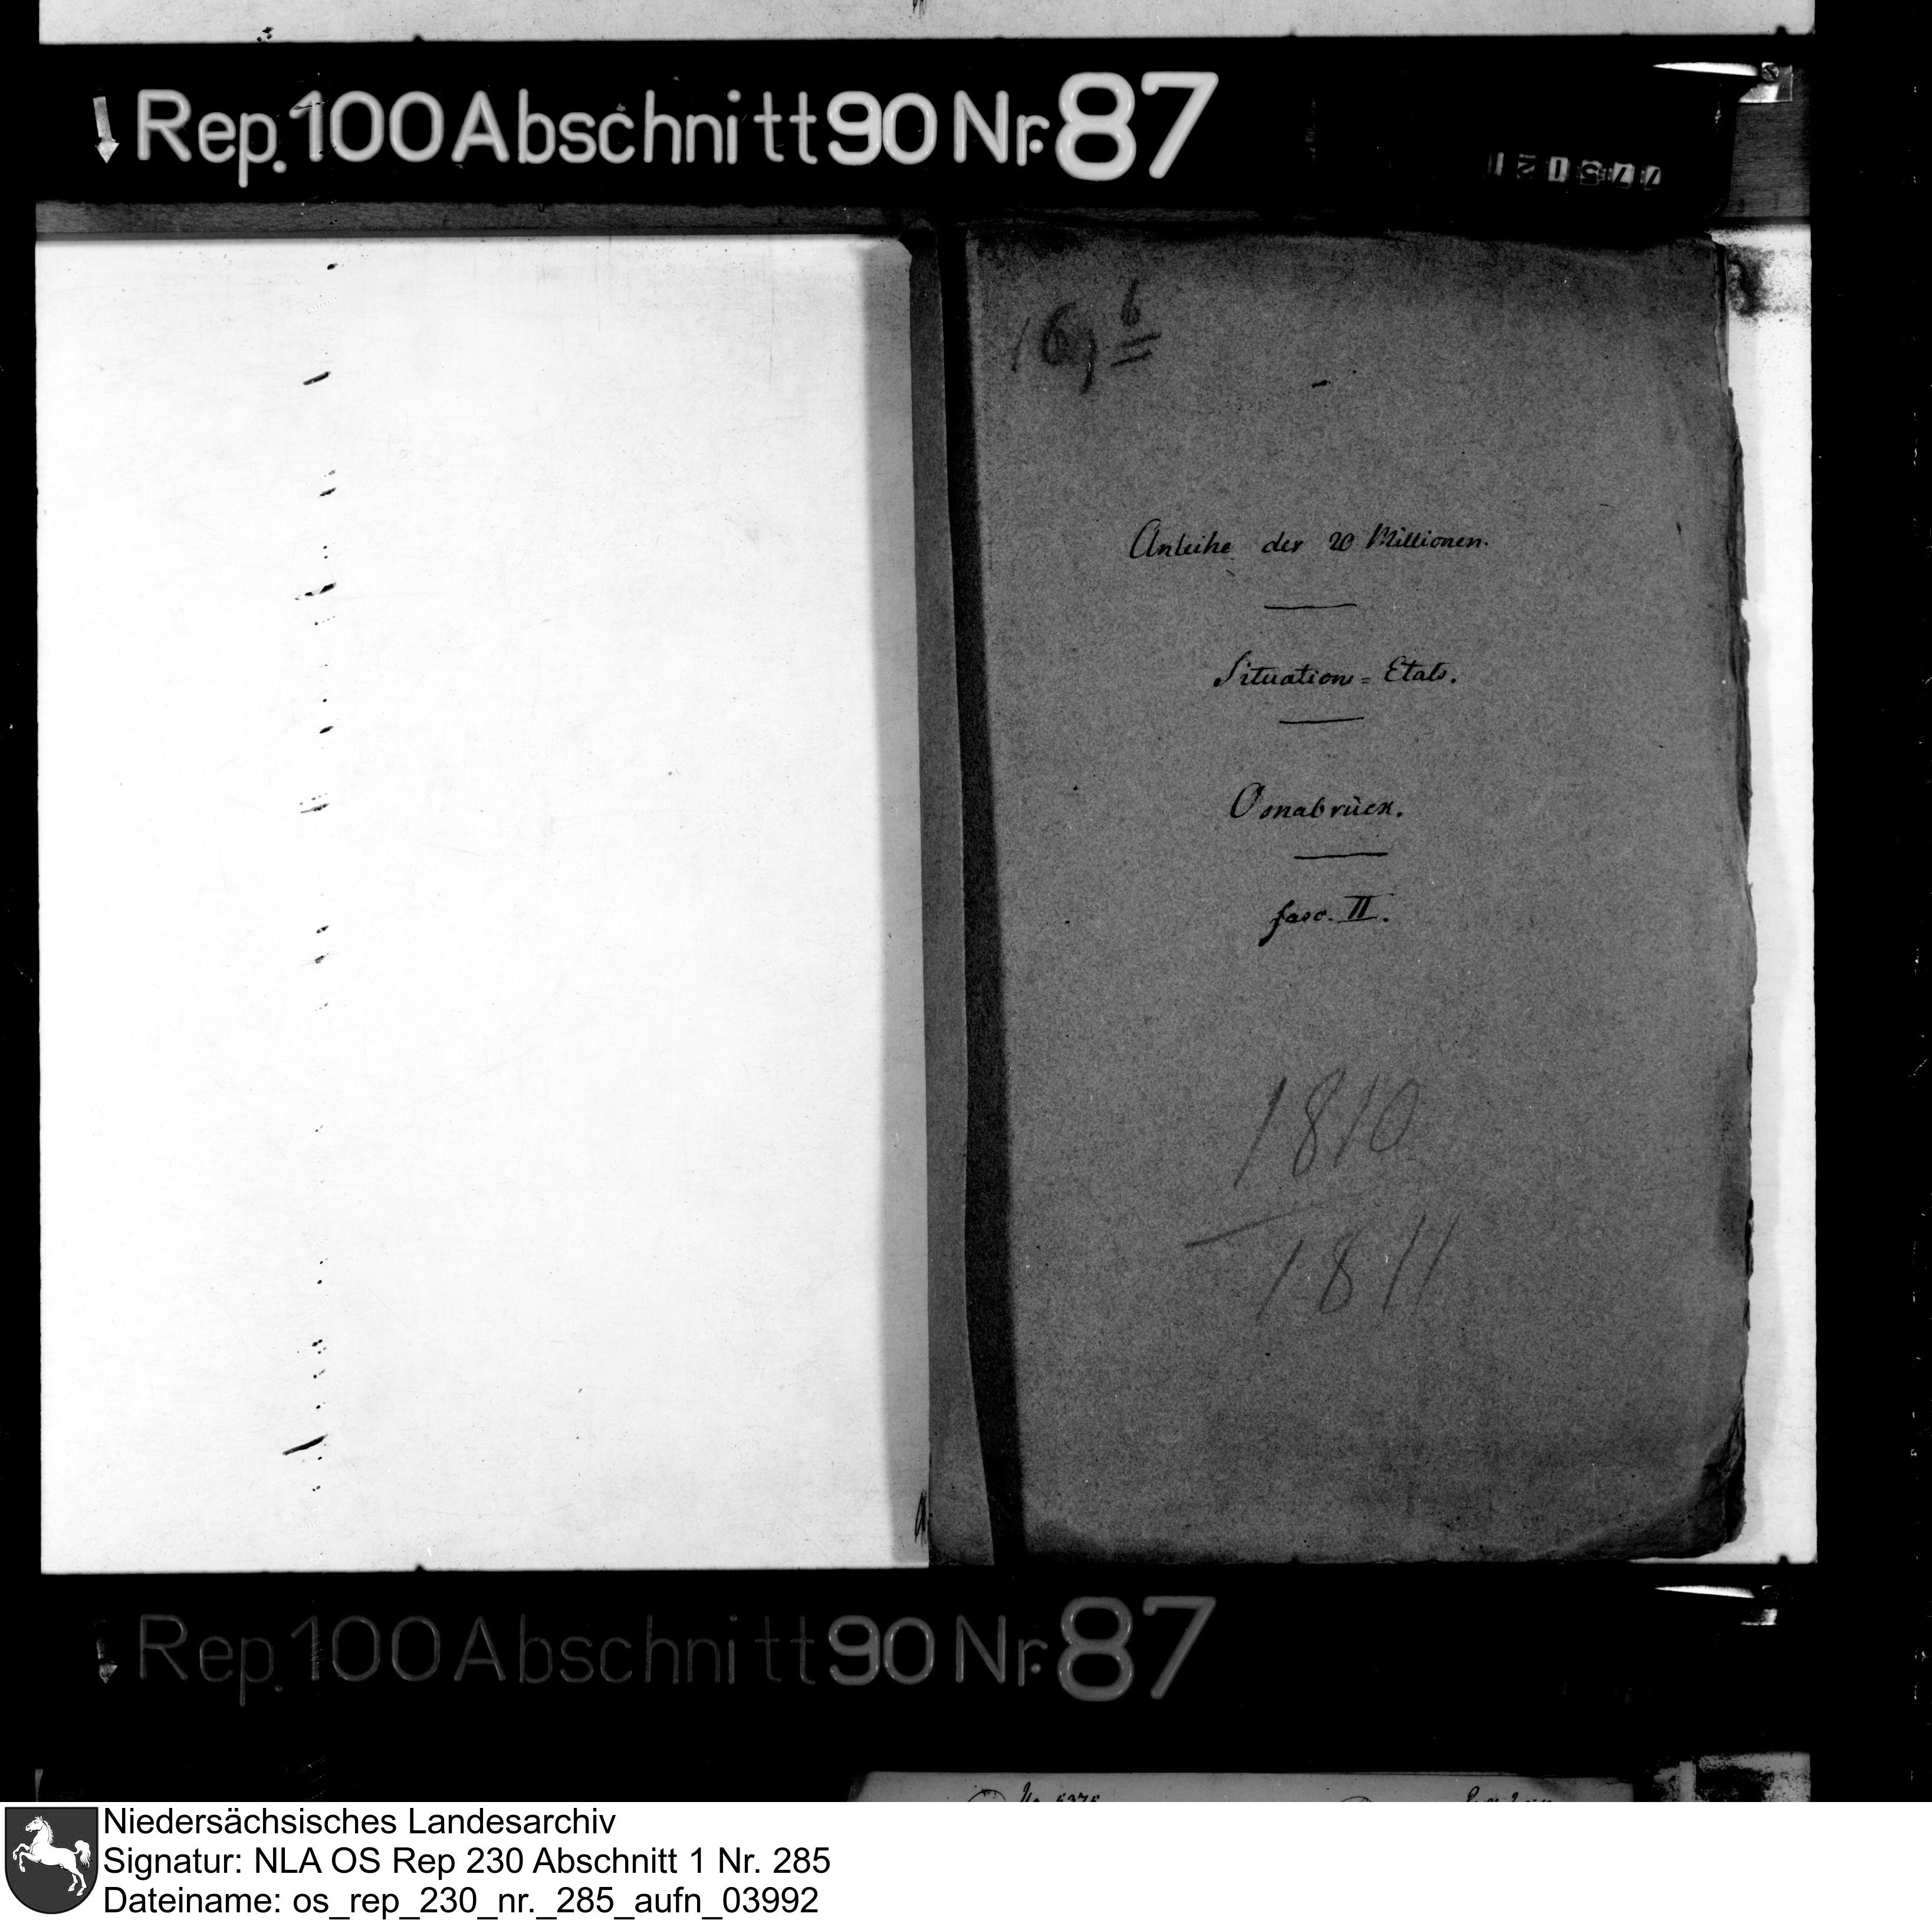 Rep. 100 Abschnitt 90 Nr. 87
16, 6
Anleihe der 20 Millionen.
Situations=Etats.
Osnabrück.
fasc. II.
1810
1811
Rep. 100 Abschnitt 90 Nr. 87
Niedersächsisches Landesarchiv
Signatur: NLA OS Rep 230 Abschnitt 1 Nr. 285
Dateiname: os_rep_230_nr._285_aufn_03992